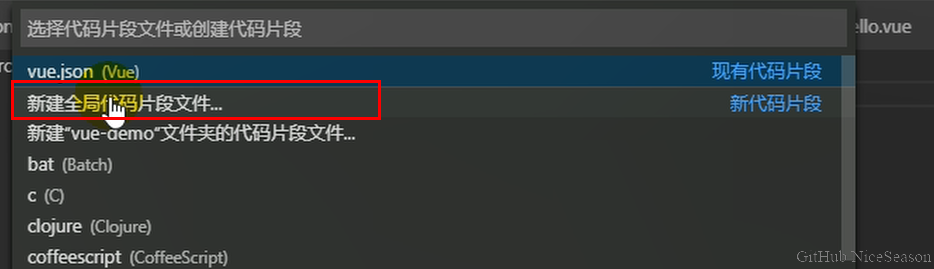 on
ello.vue
选择代码片段文件或创建代码片段
rc
vue.json (Vue) 现有代码片段
新建全局代码片段文件... 新代码片段
新建"vue-demo"文件夹的代码片段文件...
bat (Batch)
c (C)
clojure (Clojure)
coffeescript (CoffeeScript)
GitHub NiceSeason